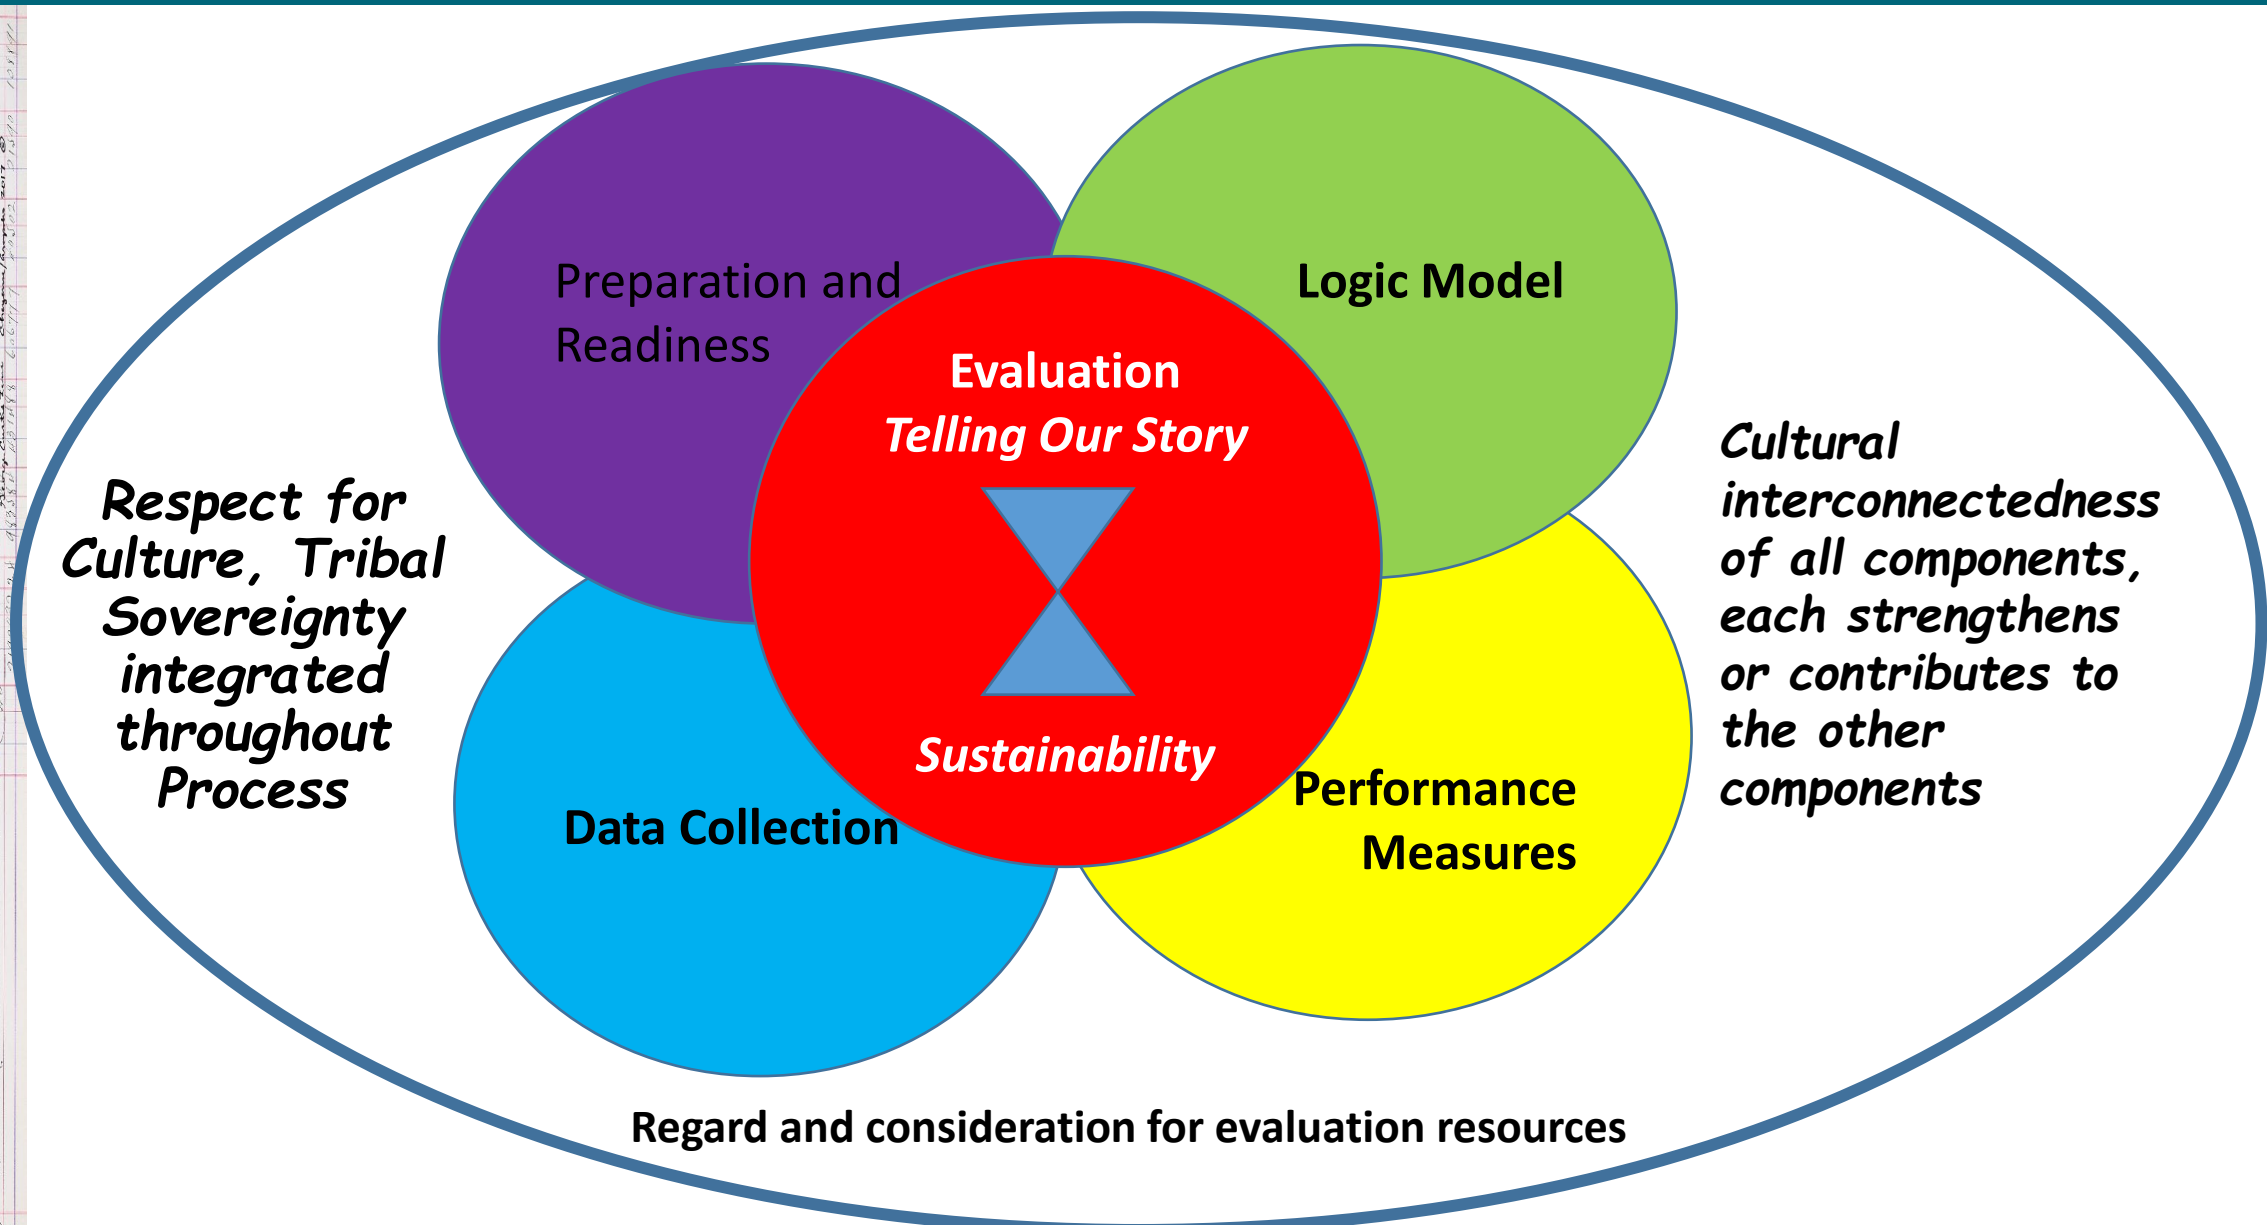 Preparation and
Readiness
Logic Model
Evaluation
Telling Our Story
Sustainability
Respect for
Culture, Tribal
Sovereignty
integrated
throughout
Process
Cultural
interconnectedness
of all components,
each strengthens
or contributes to
the other
components
Data Collection
Performance
Measures
Regard and consideration for evaluation resources